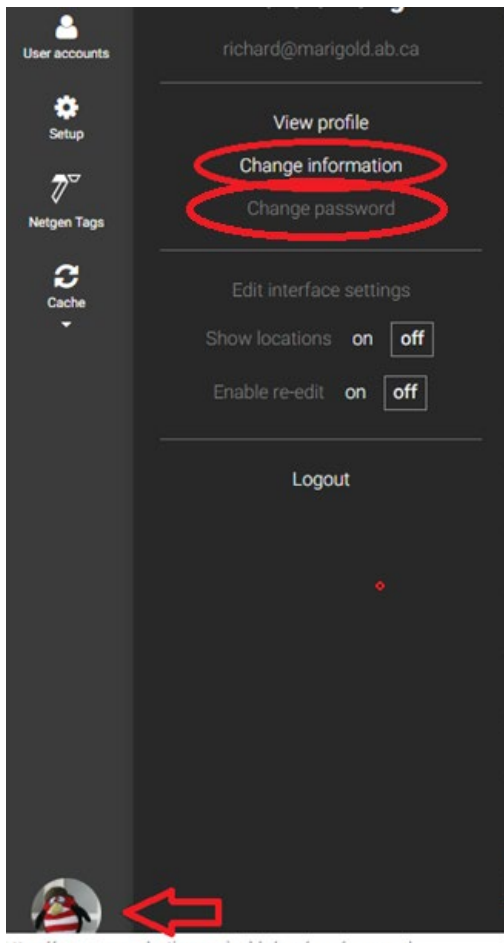 User accounts
Setup
Netgen Tags
Cache
richard@marigold.ab.ca
View profile
Change information
Change password
Edit interface settings
Show locations on off
Enable re-edit on off
Logout